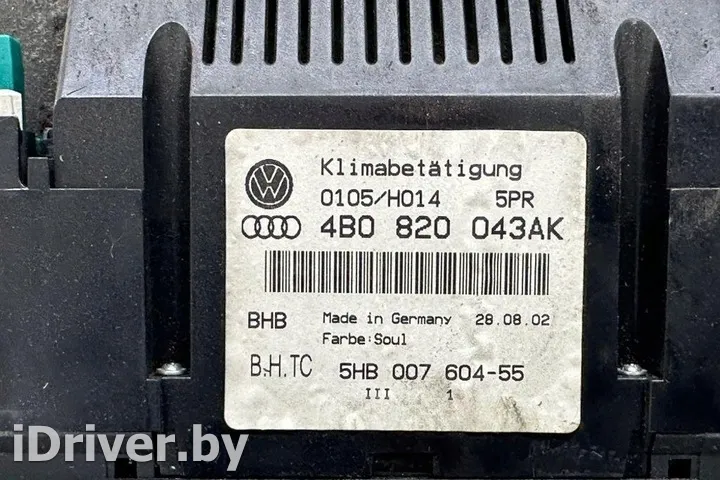 Klimabetätigung
0105/H014 5PR
4B0 820 043AK
BHB Made in Germany 28.08.02
Farbe:Soul
B.H.TC 5HB 007 604-55
III 1
iDriver.by